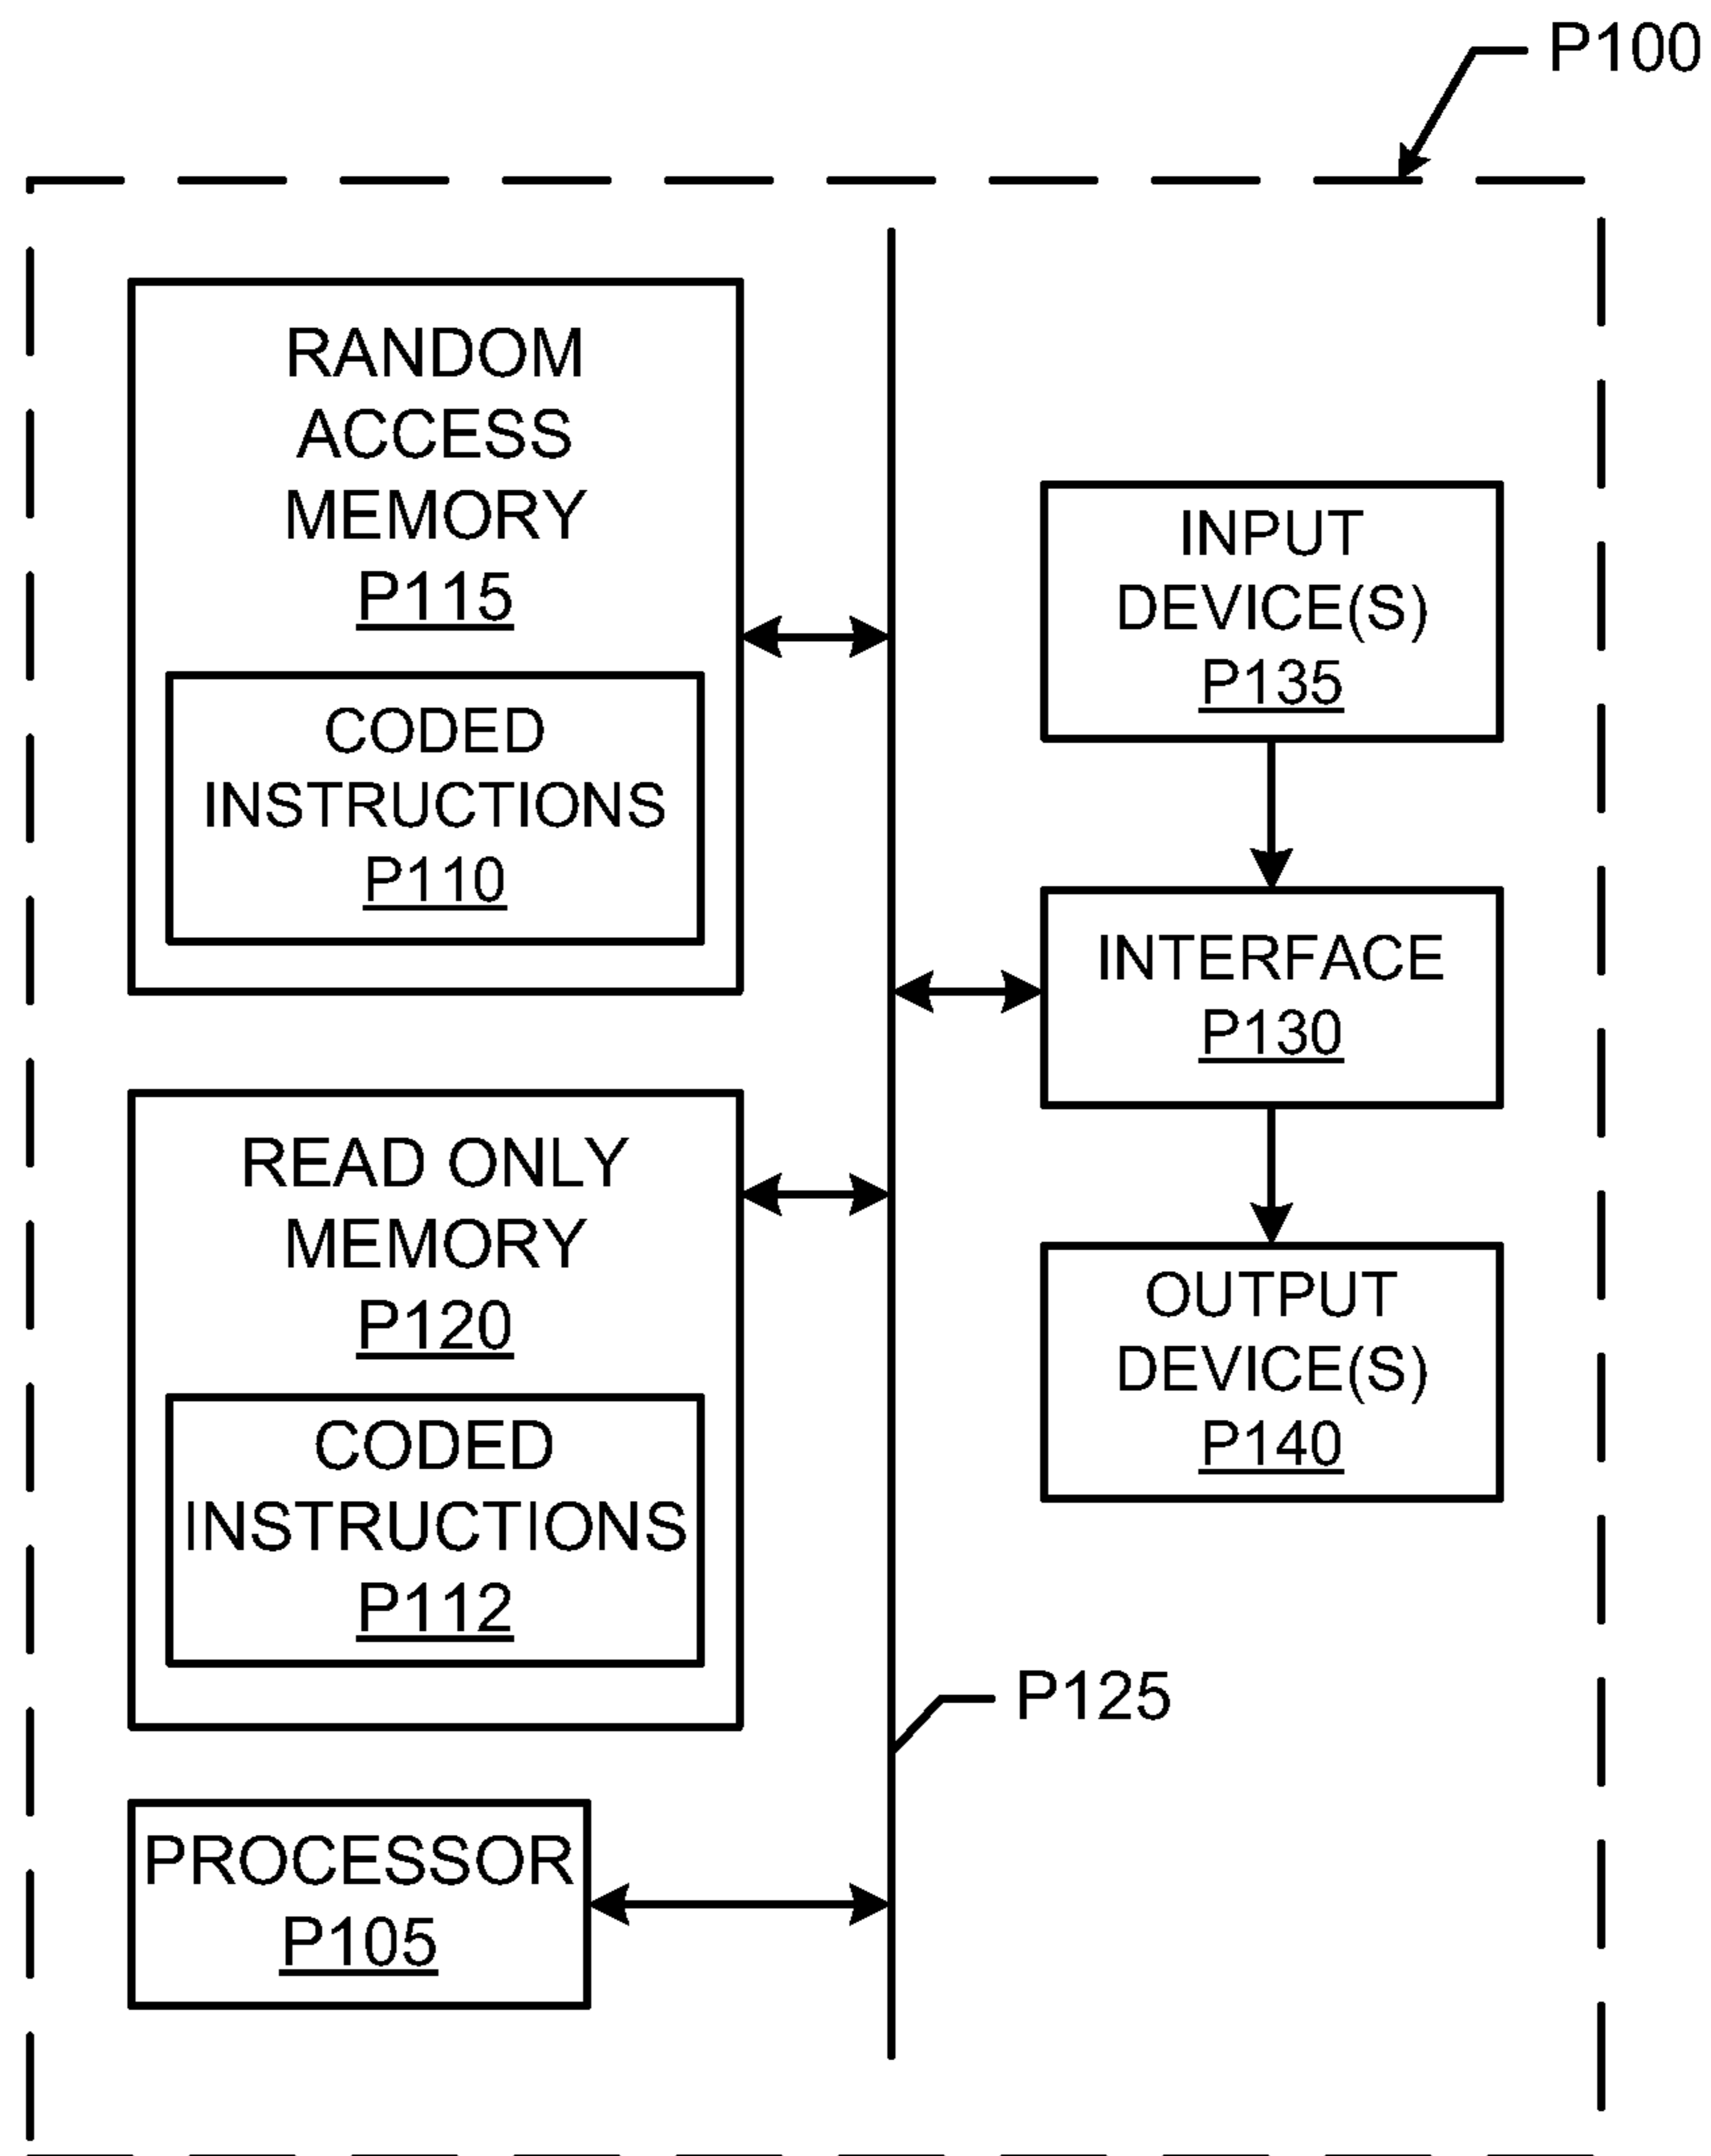 P100
RANDOM
ACCESS
MEMORY
P115
CODED
INSTRUCTIONS
P110
READ ONLY
MEMORY
P120
CODED
INSTRUCTIONS
P112
PROCESSOR
P105
INPUT
DEVICE(S)
P135
INTERFACE
P130
OUTPUT
DEVICE(S)
P140
P125